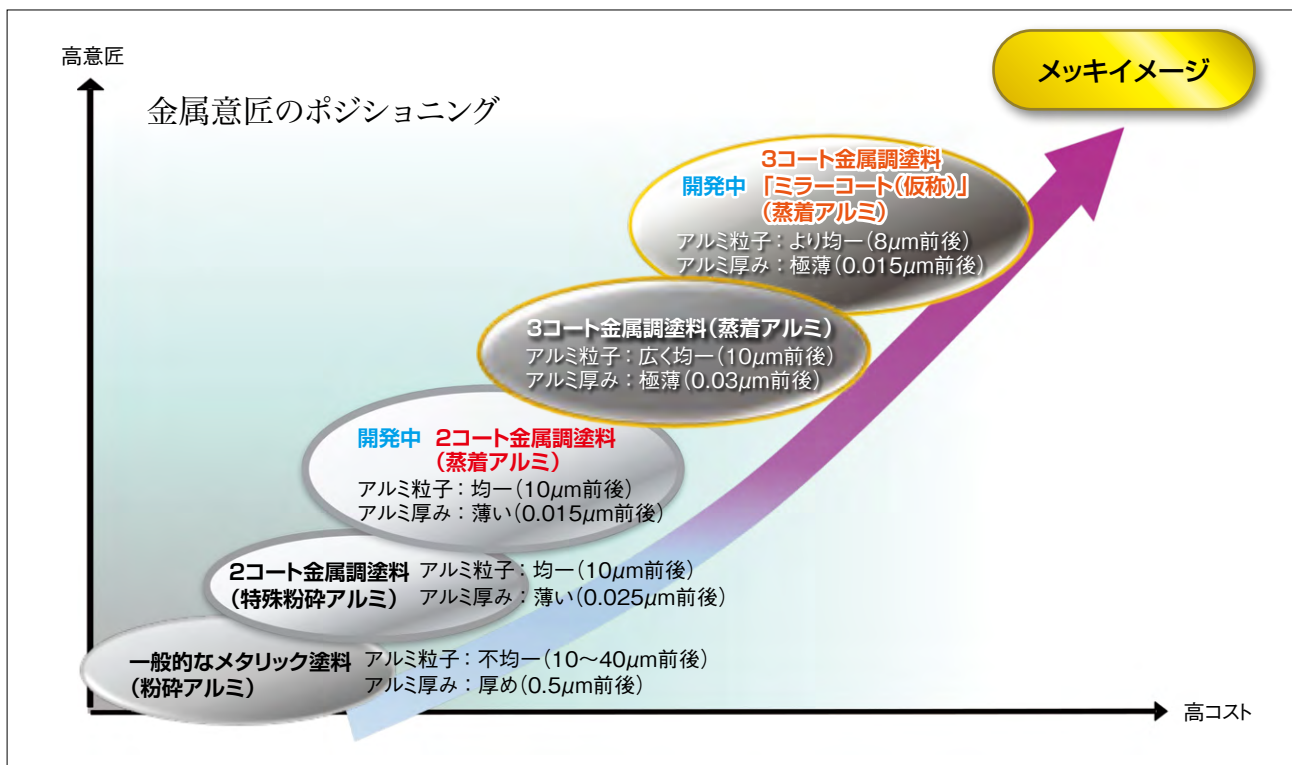 高意匠
メッキイメージ
金属意匠のポジショニング
3コート金属調塗料
開発中 「ミラーコート(仮称)」
(蒸着アルミ)
アルミ粒子：より均一(8μm前後)
アルミ厚み：極薄(0.015μm前後)
3コート金属調塗料(蒸着アルミ)
アルミ粒子：広く均一(10μm前後)
アルミ厚み：極薄(0.03μm前後)
開発中 2コート金属調塗料
(蒸着アルミ)
アルミ粒子：均一(10μm前後)
アルミ厚み：薄い(0.015μm前後)
2コート金属調塗料 アルミ粒子：均一(10μm前後)
(特殊粉砕アルミ) アルミ厚み：薄い(0.025μm前後)
一般的なメタリック塗料 アルミ粒子：不均一(10〜40μm前後)
(粉砕アルミ) アルミ厚み：厚め(0.5μm前後)
高コスト